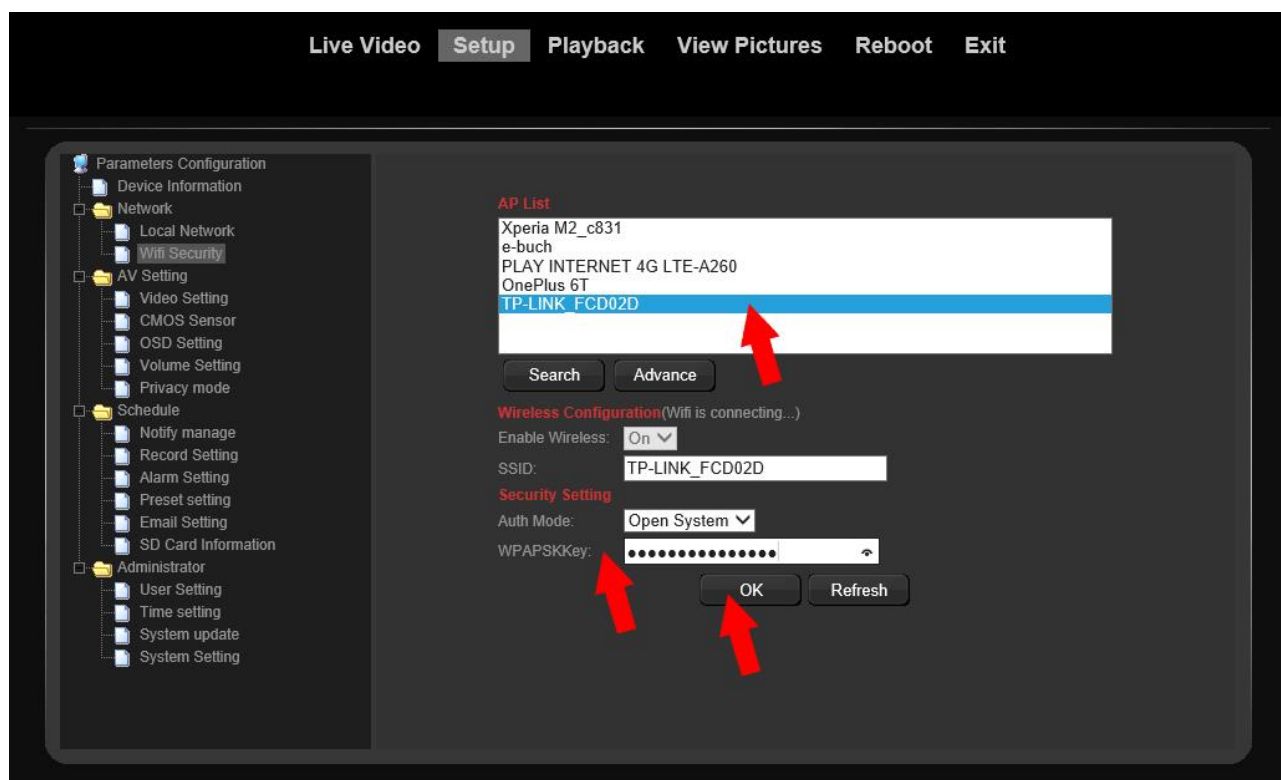 Live Video Setup Playback View Pictures Reboot Exit
Parameters Configuration
Device Information
Network
Local Network
Wifi Security
AV Setting
Video Setting
CMOS Sensor
OSD Setting
Volume Setting
Privacy mode
Schedule
Notify manage
Record Setting
Alarm Setting
Preset setting
Email Setting
SD Card Information
Administrator
User Setting
Time setting
System update
System Setting
AP List
Xperia M2_c831
e-buch
PLAY INTERNET 4G LTE-A260
OnePlus 6T
TP-LINK_FCD02D
Search Advance
Wireless Configuration(Wifi is connecting...)
Enable Wireless: On
SSID: TP-LINK_FCD02D
Security Setting
Auth Mode: Open System
WPAPSKKey: ●●●●●●●●●●●●●●●
OK Refresh